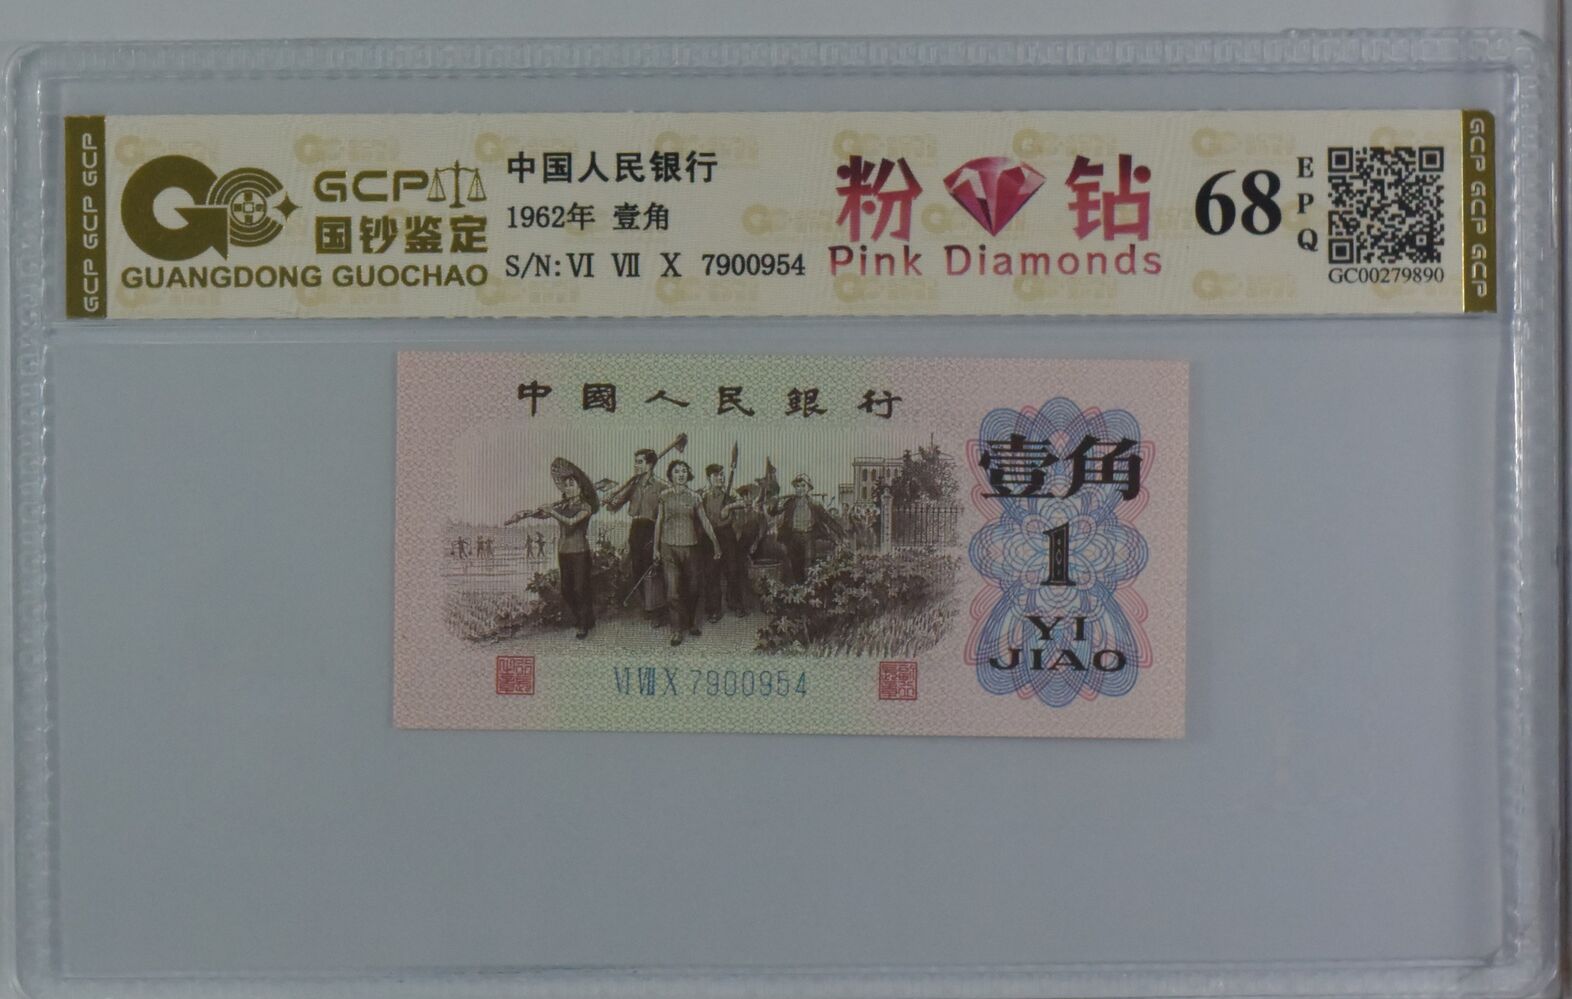 GCP GCP GCP
GCP
国钞鉴定
GUANGDONG GUOCHAO
中国人民银行
1962年 壹角
S/N: VI VII X 7900954
粉钻
Pink Diamonds
68
EPQ
GC00279890
GCP GCP GCP
中國人民銀行
壹角
1
YI
JIAO
VI VII X 7900954